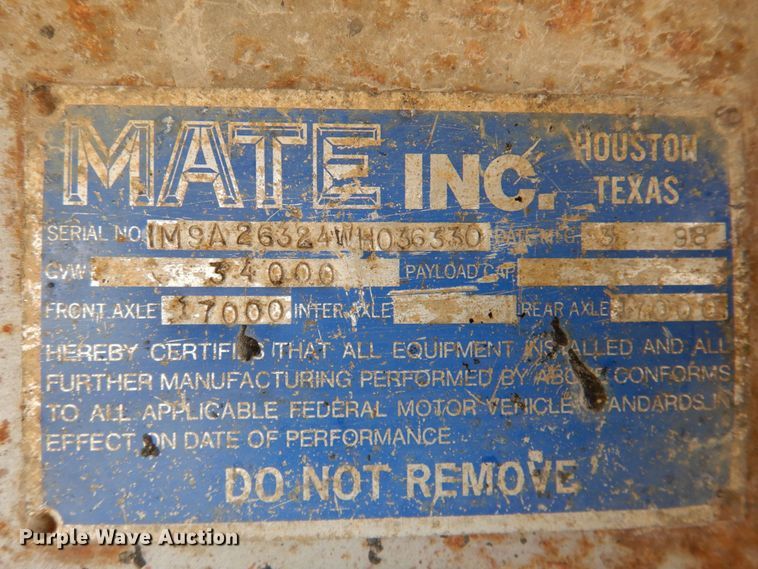 MATE INC. HOUSTON TEXAS
SERIAL NO. 1M9A26324WH036330 DATE MFG. 3 98
GVW 34000 PAYLOAD CAP.
FRONT AXLE 17000 INTER. AXLE REAR AXLE 17000
HEREBY CERTIFIES THAT ALL EQUIPMENT INSTALLED AND ALL
FURTHER MANUFACTURING PERFORMED BY ABOVE CONFORMS
TO ALL APPLICABLE FEDERAL MOTOR VEHICLE STANDARDS IN
EFFECT ON DATE OF PERFORMANCE.
DO NOT REMOVE
Purple Wave Auction